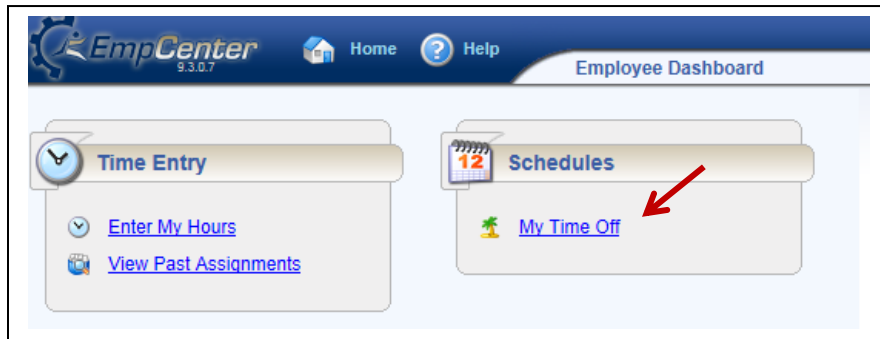 EmpCenter
9.3.0.7
Home
Help
Employee Dashboard
Time Entry
Enter My Hours
View Past Assignments
12
Schedules
My Time Off